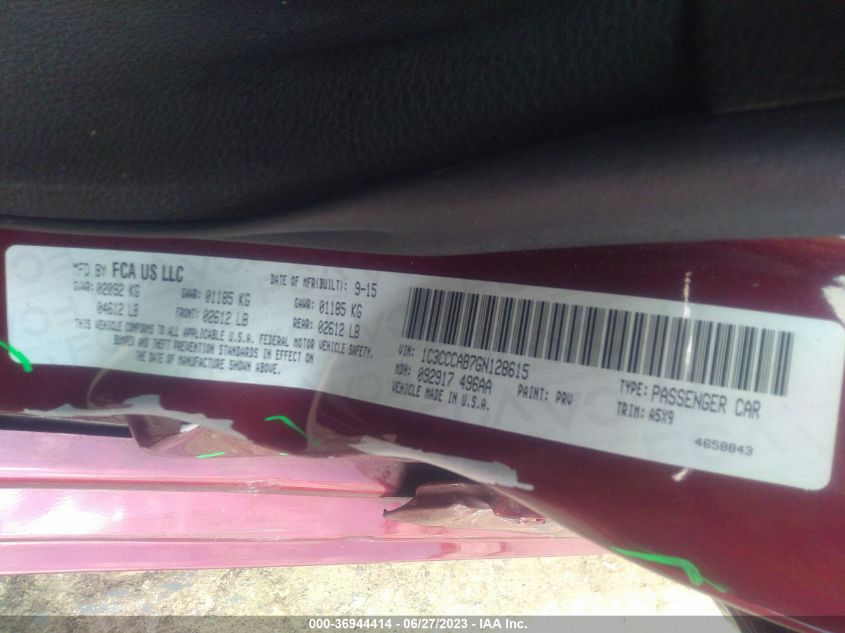 MFD BY FCA US LLC
DATE OF MFR(BUILT): 9-15
GVWR: 02092 KG
GAWR: 01185 KG
GAWR: 01185 KG
04612 LB
FRONT: 02612 LB
REAR: 02612 LB
THIS VEHICLE CONFORMS TO ALL APPLICABLE U.S.A. FEDERAL MOTOR VEHICLE SAFETY,
BUMPER AND THEFT PREVENTION STANDARDS IN EFFECT ON
THE DATE OF MANUFACTURE SHOWN ABOVE.
VIN: 1C3CCCAB7GN128615
TYPE: PASSENGER CAR
MDH: 092917 496AA
PAINT: PRV
TRIM: A5X9
VEHICLE MADE IN U.S.A.
4658843
000-36944414 / 06/27/2023 - © IAA Inc.